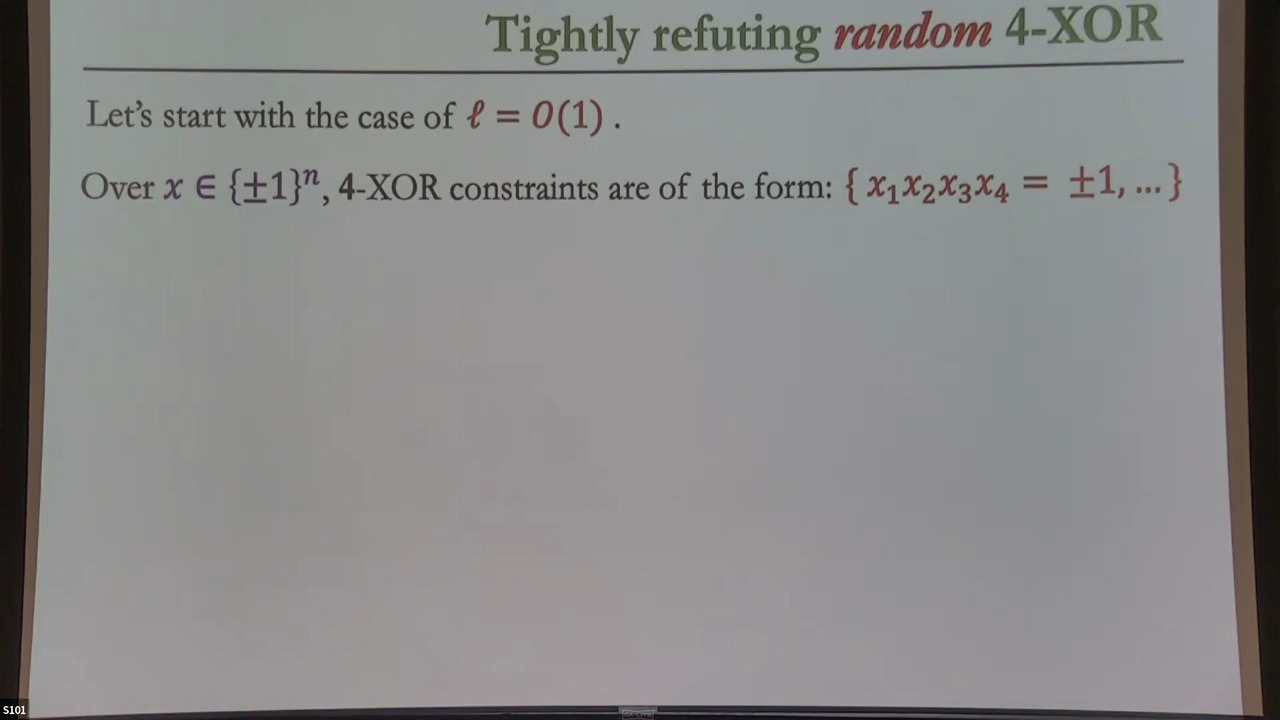 Tightly refuting random 4-XOR
Let's start with the case of ℓ = O(1) .
Over x ∈ {±1}ⁿ, 4-XOR constraints are of the form: { x₁x₂x₃x₄ = ±1, … }
S101